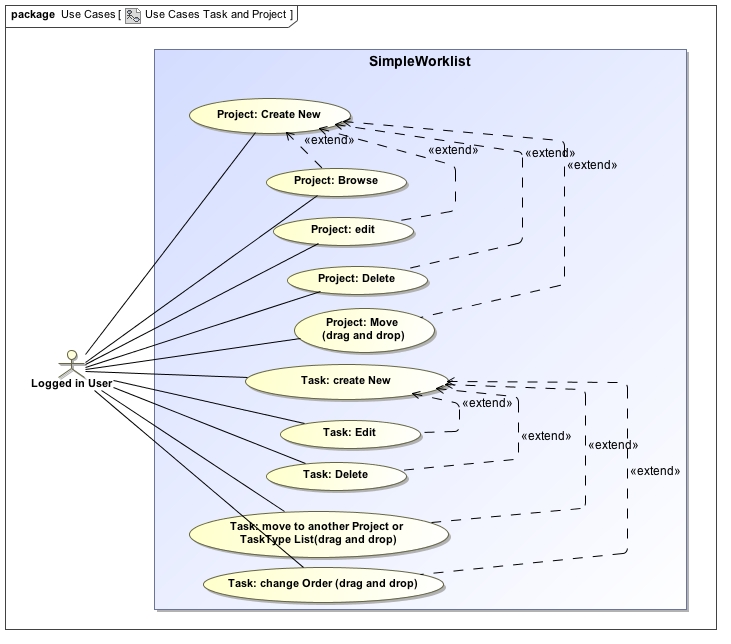 package Use Cases [ Use Cases Task and Project ]
SimpleWorklist
Project: Create New
«extend»
«extend»
«extend»
«extend»
Project: Browse
Project: edit
Project: Delete
Project: Move
(drag and drop)
Logged in User
Task: create New
«extend»
Task: Edit
«extend»
«extend»
Task: Delete
«extend»
Task: move to another Project or
TaskType List(drag and drop)
Task: change Order (drag and drop)